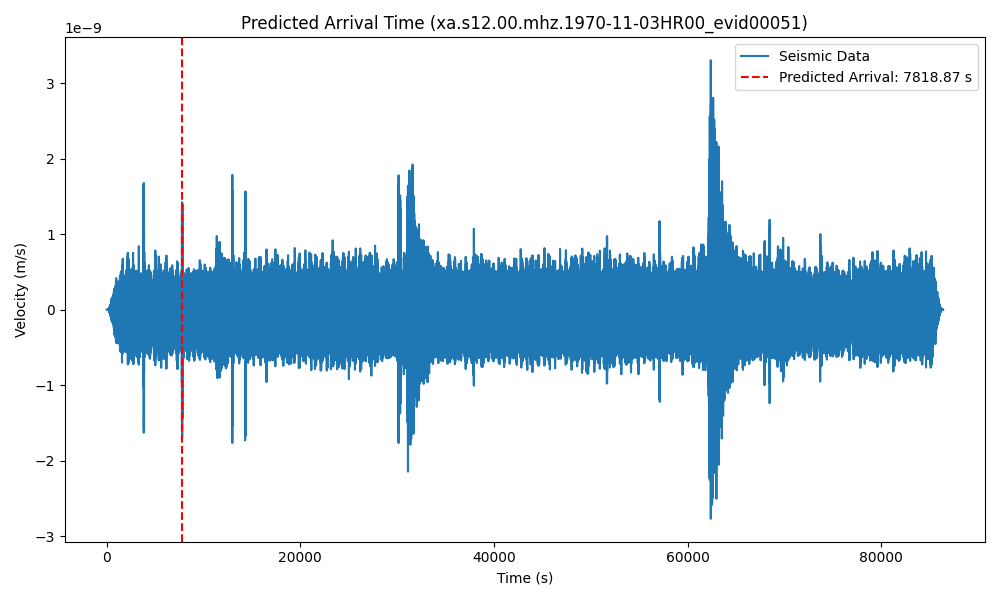 Predicted Arrival Time (xa.s12.00.mhz.1970-11-03HR00_evid00051)
1e−9
Seismic Data
Predicted Arrival: 7818.87 s
3
2
1
0
−1
−2
−3
Velocity (m/s)
0 20000 40000 60000 80000
Time (s)